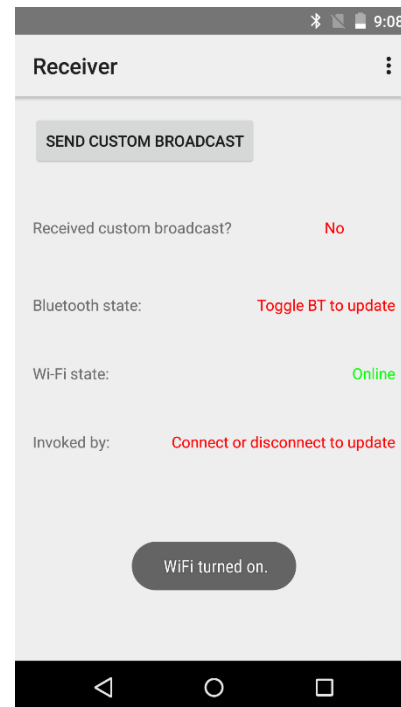 9:08
Receiver
SEND CUSTOM BROADCAST
Received custom broadcast? No
Bluetooth state: Toggle BT to update
Wi-Fi state: Online
Invoked by: Connect or disconnect to update
WiFi turned on.